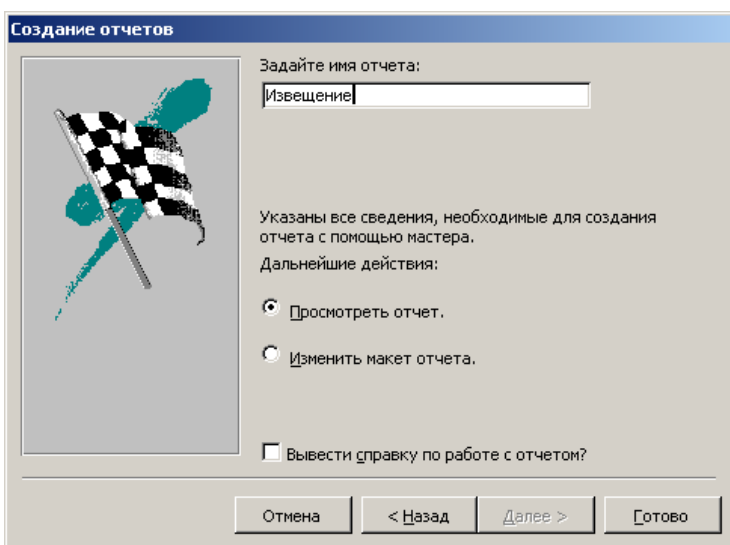 Создание отчетов
Задайте имя отчета:
Извещение
Указаны все сведения, необходимые для создания
отчета с помощью мастера.
Дальнейшие действия:
Просмотреть отчет.
Изменить макет отчета.
Вывести справку по работе с отчетом?
Отмена
< Назад
Далее >
Готово